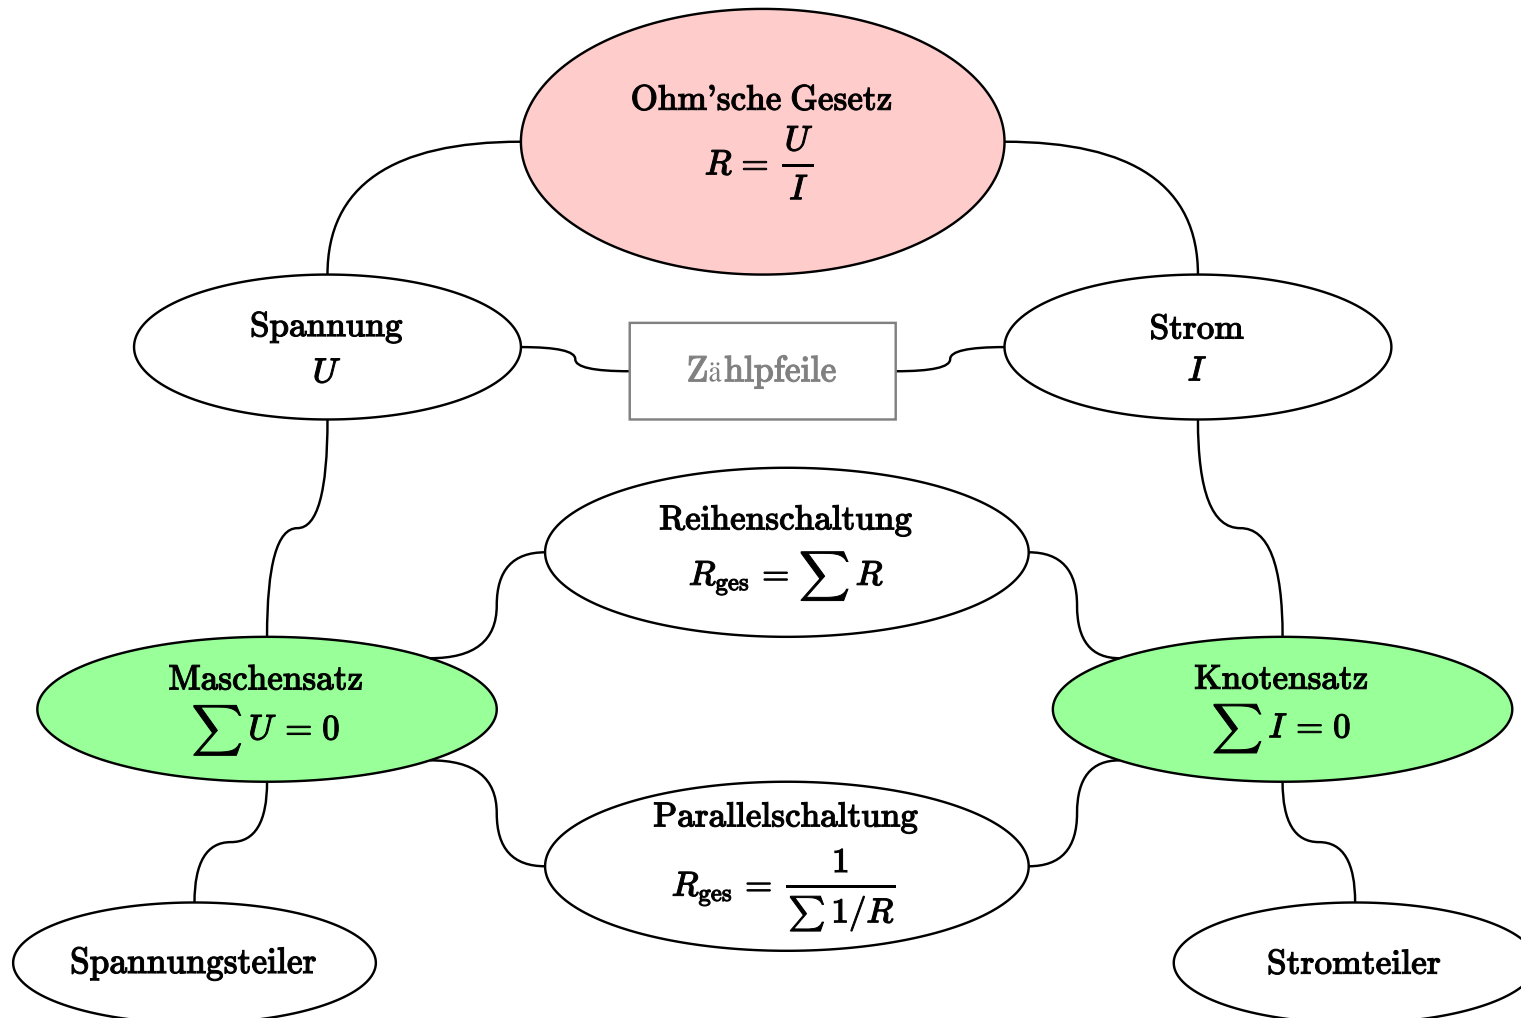 Ohm'sche Gesetz
R = U/I
Spannung
U
Zählpfeile
Strom
I
Reihenschaltung
R_ges = ∑ R
Maschensatz
∑ U = 0
Knotensatz
∑ I = 0
Parallelschaltung
R_ges = 1/(∑ 1/R)
Spannungsteiler
Stromteiler